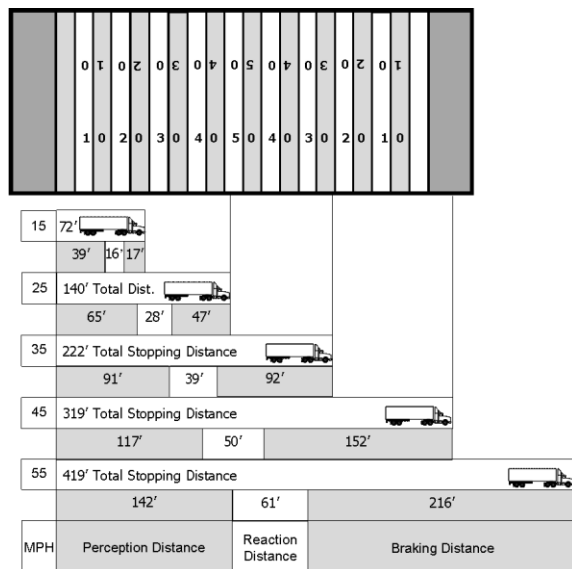 0 1 0 2 0 3 0 4 0 5 0 4 0 3 0 2 0 1
1 0 2 0 3 0 4 0 5 0 4 0 3 0 2 0 1 0
15 72′
39′ 16′ 17′
25 140′ Total Dist.
65′ 28′ 47′
35 222′ Total Stopping Distance
91′ 39′ 92′
45 319′ Total Stopping Distance
117′ 50′ 152′
55 419′ Total Stopping Distance
142′ 61′ 216′
MPH Perception Distance Reaction Distance Braking Distance